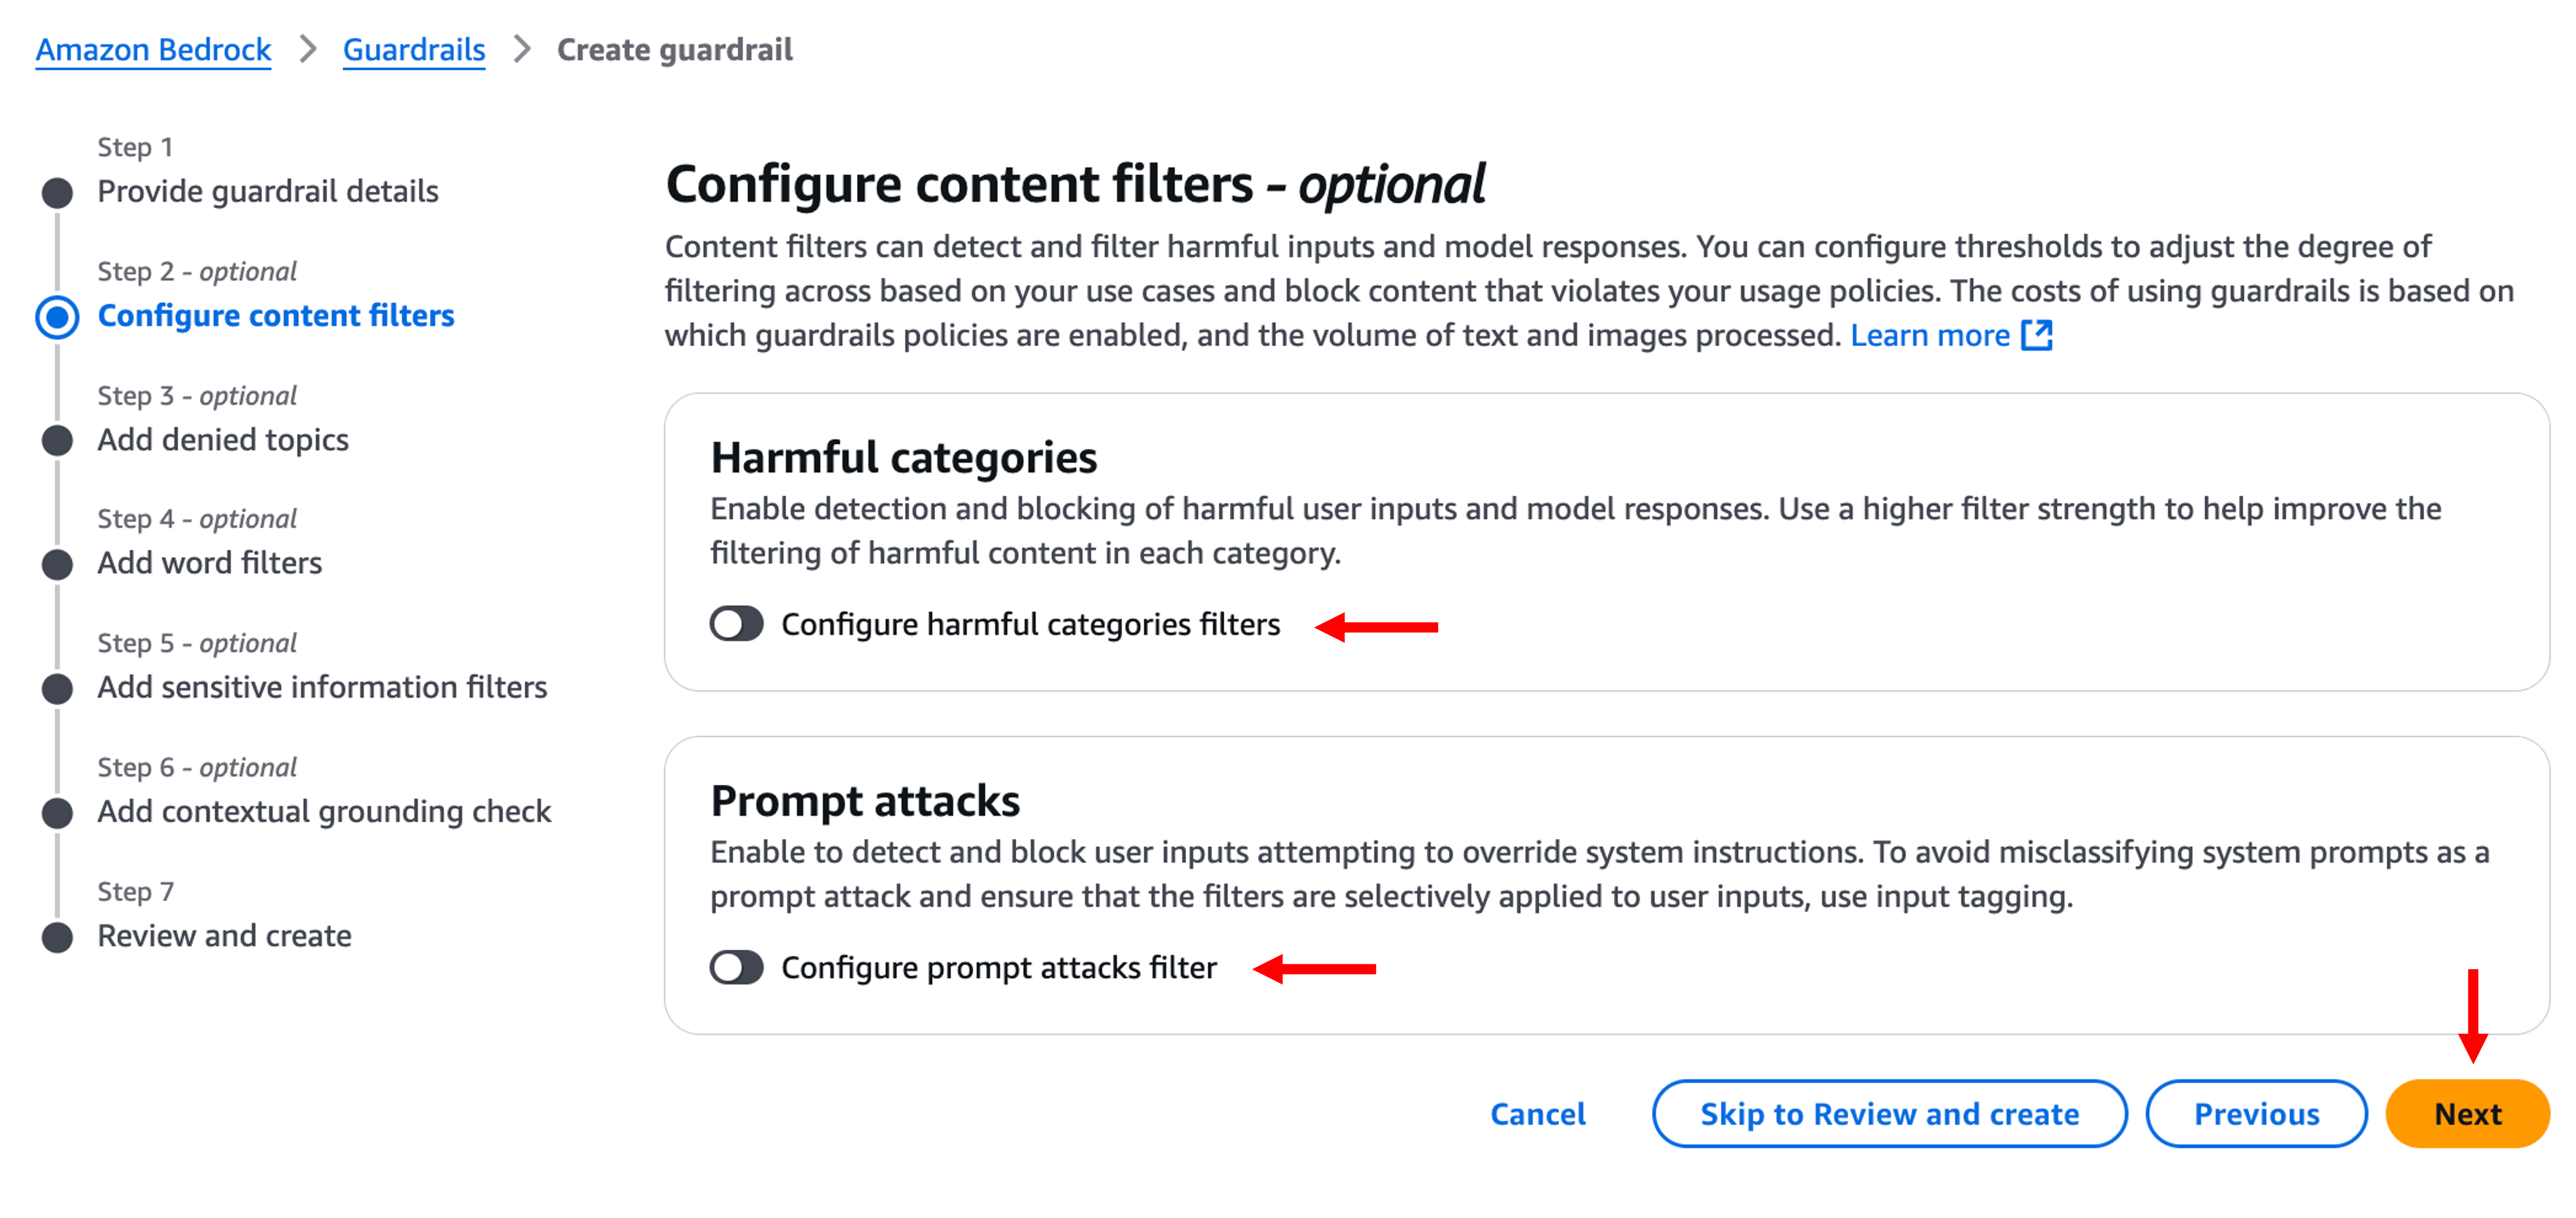 Amazon Bedrock > Guardrails > Create guardrail
Step 1
Provide guardrail details
Step 2 - optional
Configure content filters
Step 3 - optional
Add denied topics
Step 4 - optional
Add word filters
Step 5 - optional
Add sensitive information filters
Step 6 - optional
Add contextual grounding check
Step 7
Review and create
Configure content filters - optional
Content filters can detect and filter harmful inputs and model responses. You can configure thresholds to adjust the degree of
filtering across based on your use cases and block content that violates your usage policies. The costs of using guardrails is based on
which guardrails policies are enabled, and the volume of text and images processed. Learn more
Harmful categories
Enable detection and blocking of harmful user inputs and model responses. Use a higher filter strength to help improve the
filtering of harmful content in each category.
Configure harmful categories filters
Prompt attacks
Enable to detect and block user inputs attempting to override system instructions. To avoid misclassifying system prompts as a
prompt attack and ensure that the filters are selectively applied to user inputs, use input tagging.
Configure prompt attacks filter
Cancel Skip to Review and create Previous Next